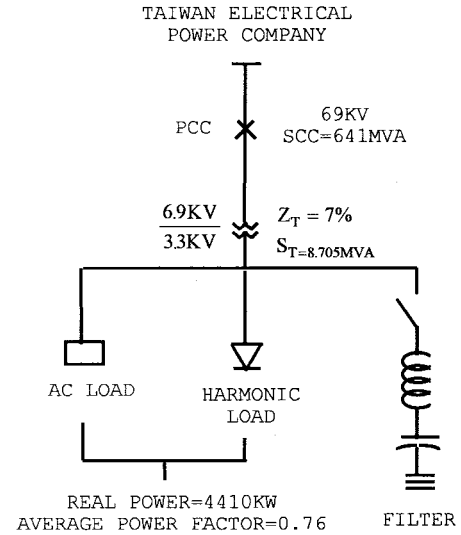 TAIWAN ELECTRICAL
POWER COMPANY
PCC
69KV
SCC=641MVA
6.9KV
3.3KV
Z_T = 7%
S_T=8.705MVA
AC LOAD
HARMONIC
LOAD
REAL POWER=4410KW
AVERAGE POWER FACTOR=0.76
FILTER